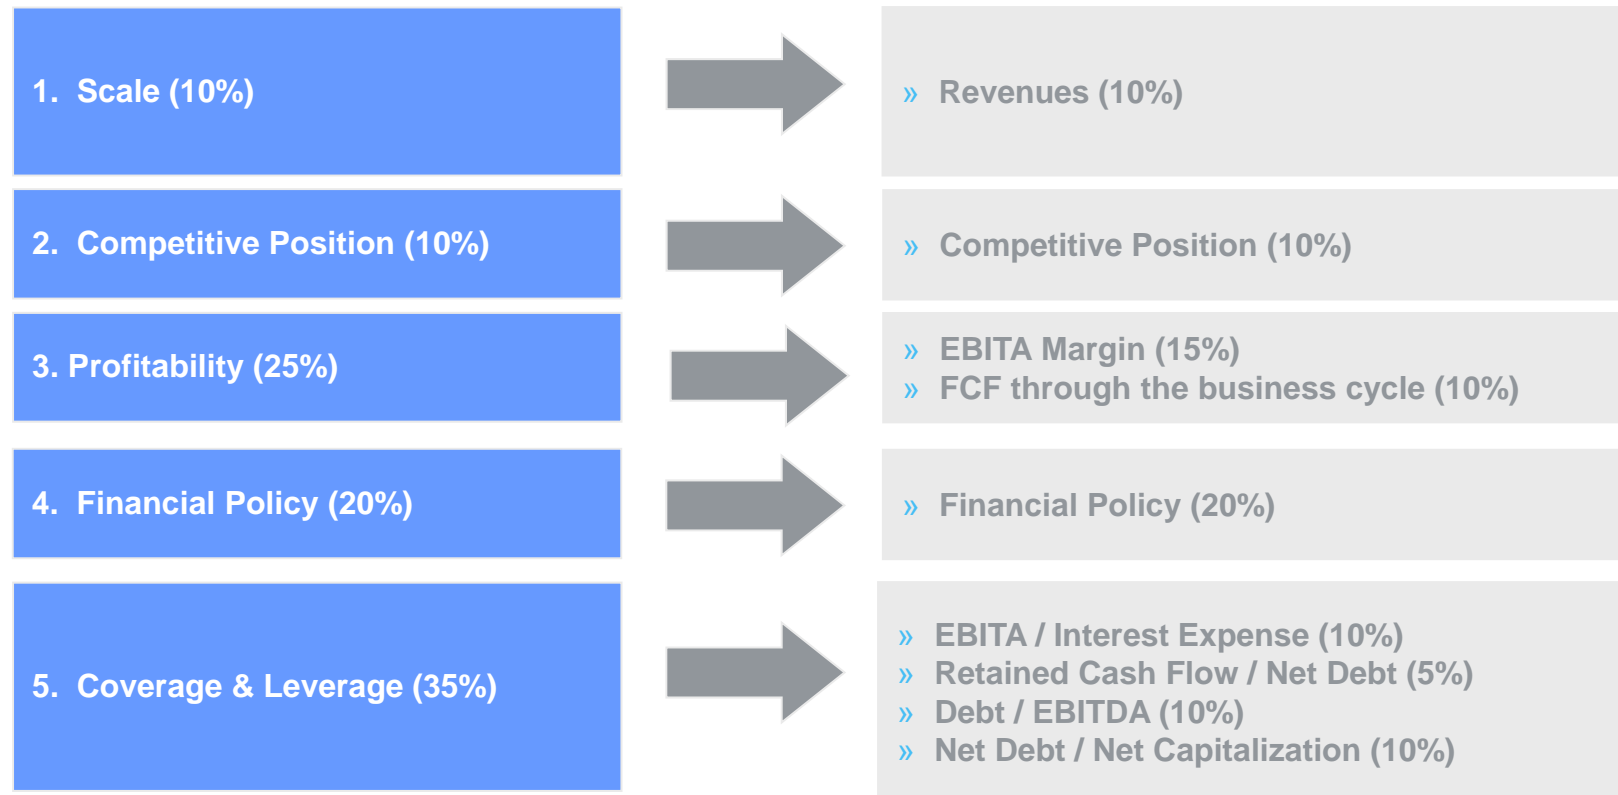 1. Scale (10%)
» Revenues (10%)
2. Competitive Position (10%)
» Competitive Position (10%)
3. Profitability (25%)
» EBITA Margin (15%)
» FCF through the business cycle (10%)
4. Financial Policy (20%)
» Financial Policy (20%)
5. Coverage & Leverage (35%)
» EBITA / Interest Expense (10%)
» Retained Cash Flow / Net Debt (5%)
» Debt / EBITDA (10%)
» Net Debt / Net Capitalization (10%)